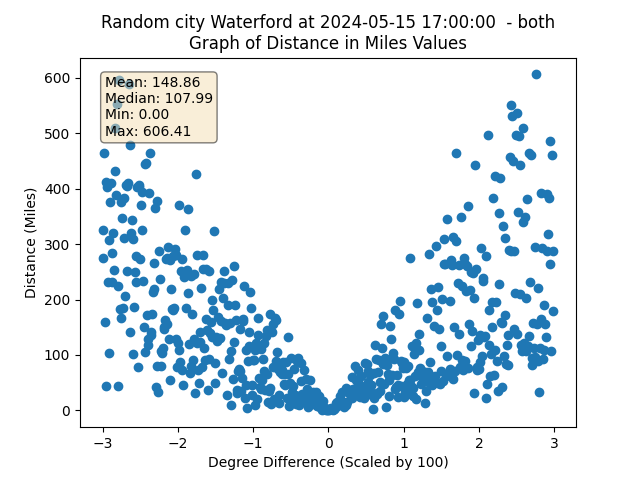 Random city Waterford at 2024-05-15 17:00:00  - both
Graph of Distance in Miles Values
Mean: 148.86
Median: 107.99
Min: 0.00
Max: 606.41
Distance (Miles)
600
500
400
300
200
100
0
−3 −2 −1 0 1 2 3
Degree Difference (Scaled by 100)